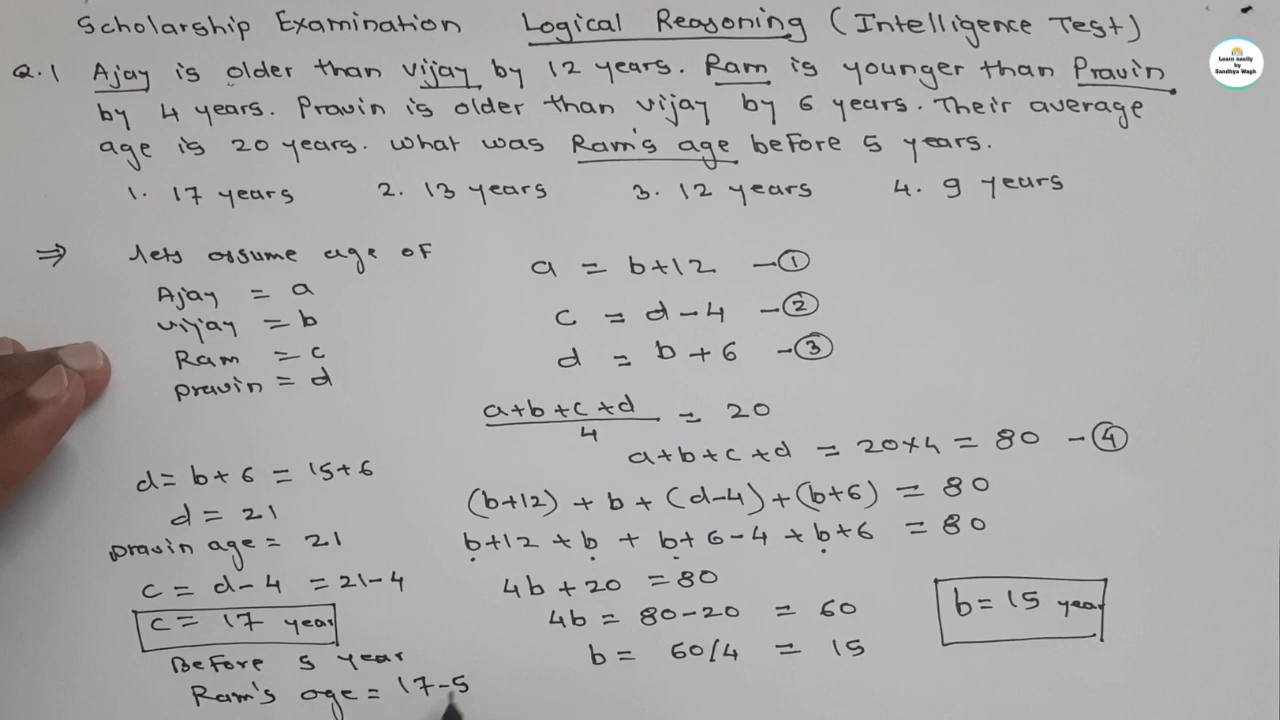 Scholarship Examination Logical Reasoning (Intelligence Test)
Q.1 Ajay is older than Vijay by 12 years. Ram is younger than Pravin
by 4 years. Pravin is older than Vijay by 6 years. Their average
age is 20 years. What was Ram's age before 5 years.
1. 17 years 2. 13 years 3. 12 years 4. 9 years
⇒ lets assume age of
Ajay = a
Vijay = b
Ram = c
Pravin = d
a = b+12 —①
c = d-4 —②
d = b+6 —③
a+b+c+d/4 = 20
a+b+c+d = 20×4 = 80 —④
(b+12) + b + (d-4) + (b+6) = 80
b+12 + b + b+6-4 + b+6 = 80
4b + 20 = 80
4b = 80-20 = 60
b = 60/4 = 15
b = 15 year
d = b+6 = 15+6
d = 21
Pravin age = 21
c = d-4 = 21-4
c = 17 year
Before 5 year
Ram's age = 17-5
Learn easily
by
Sandhya Wagh